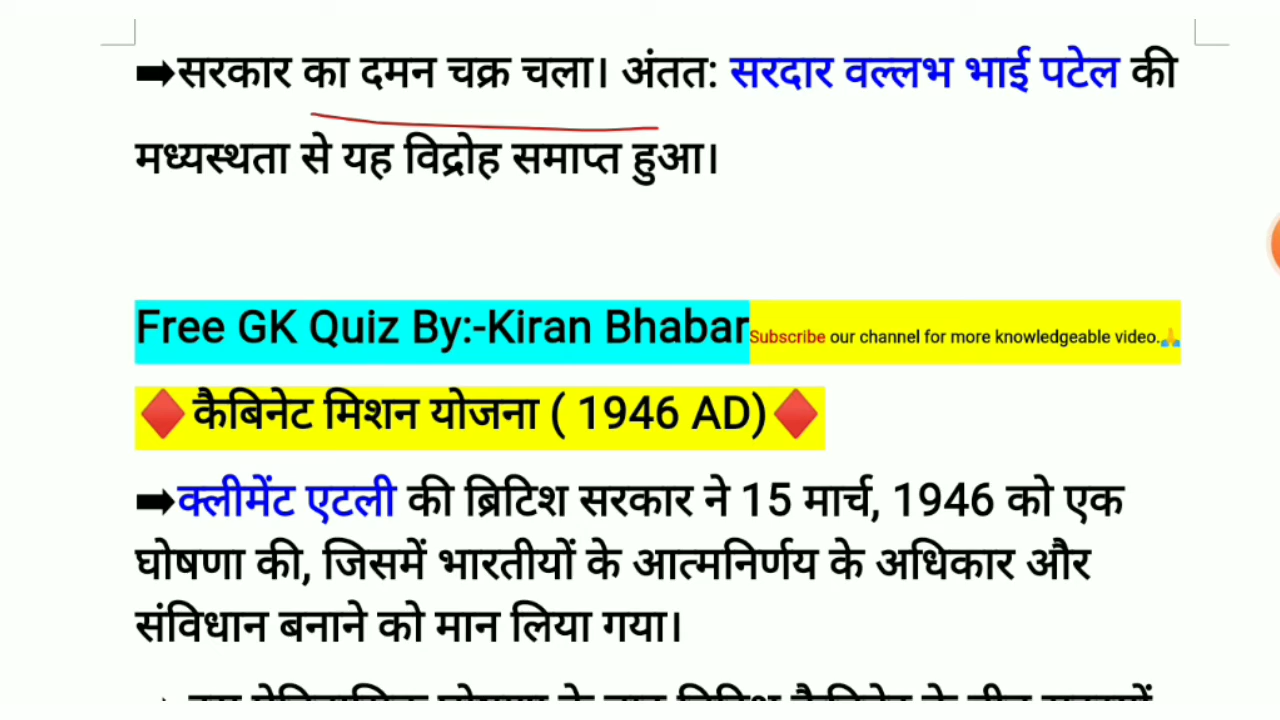 ➡सरकार का दमन चक्र चला। अंतत: सरदार वल्लभ भाई पटेल की
मध्यस्थता से यह विद्रोह समाप्त हुआ।
Free GK Quiz By:-Kiran Bhabar Subscribe our channel for more knowledgeable video.🙏
♦कैबिनेट मिशन योजना ( 1946 AD)♦
➡क्लीमेंट एटली की ब्रिटिश सरकार ने 15 मार्च, 1946 को एक
घोषणा की, जिसमें भारतीयों के आत्मनिर्णय के अधिकार और
संविधान बनाने को मान लिया गया।